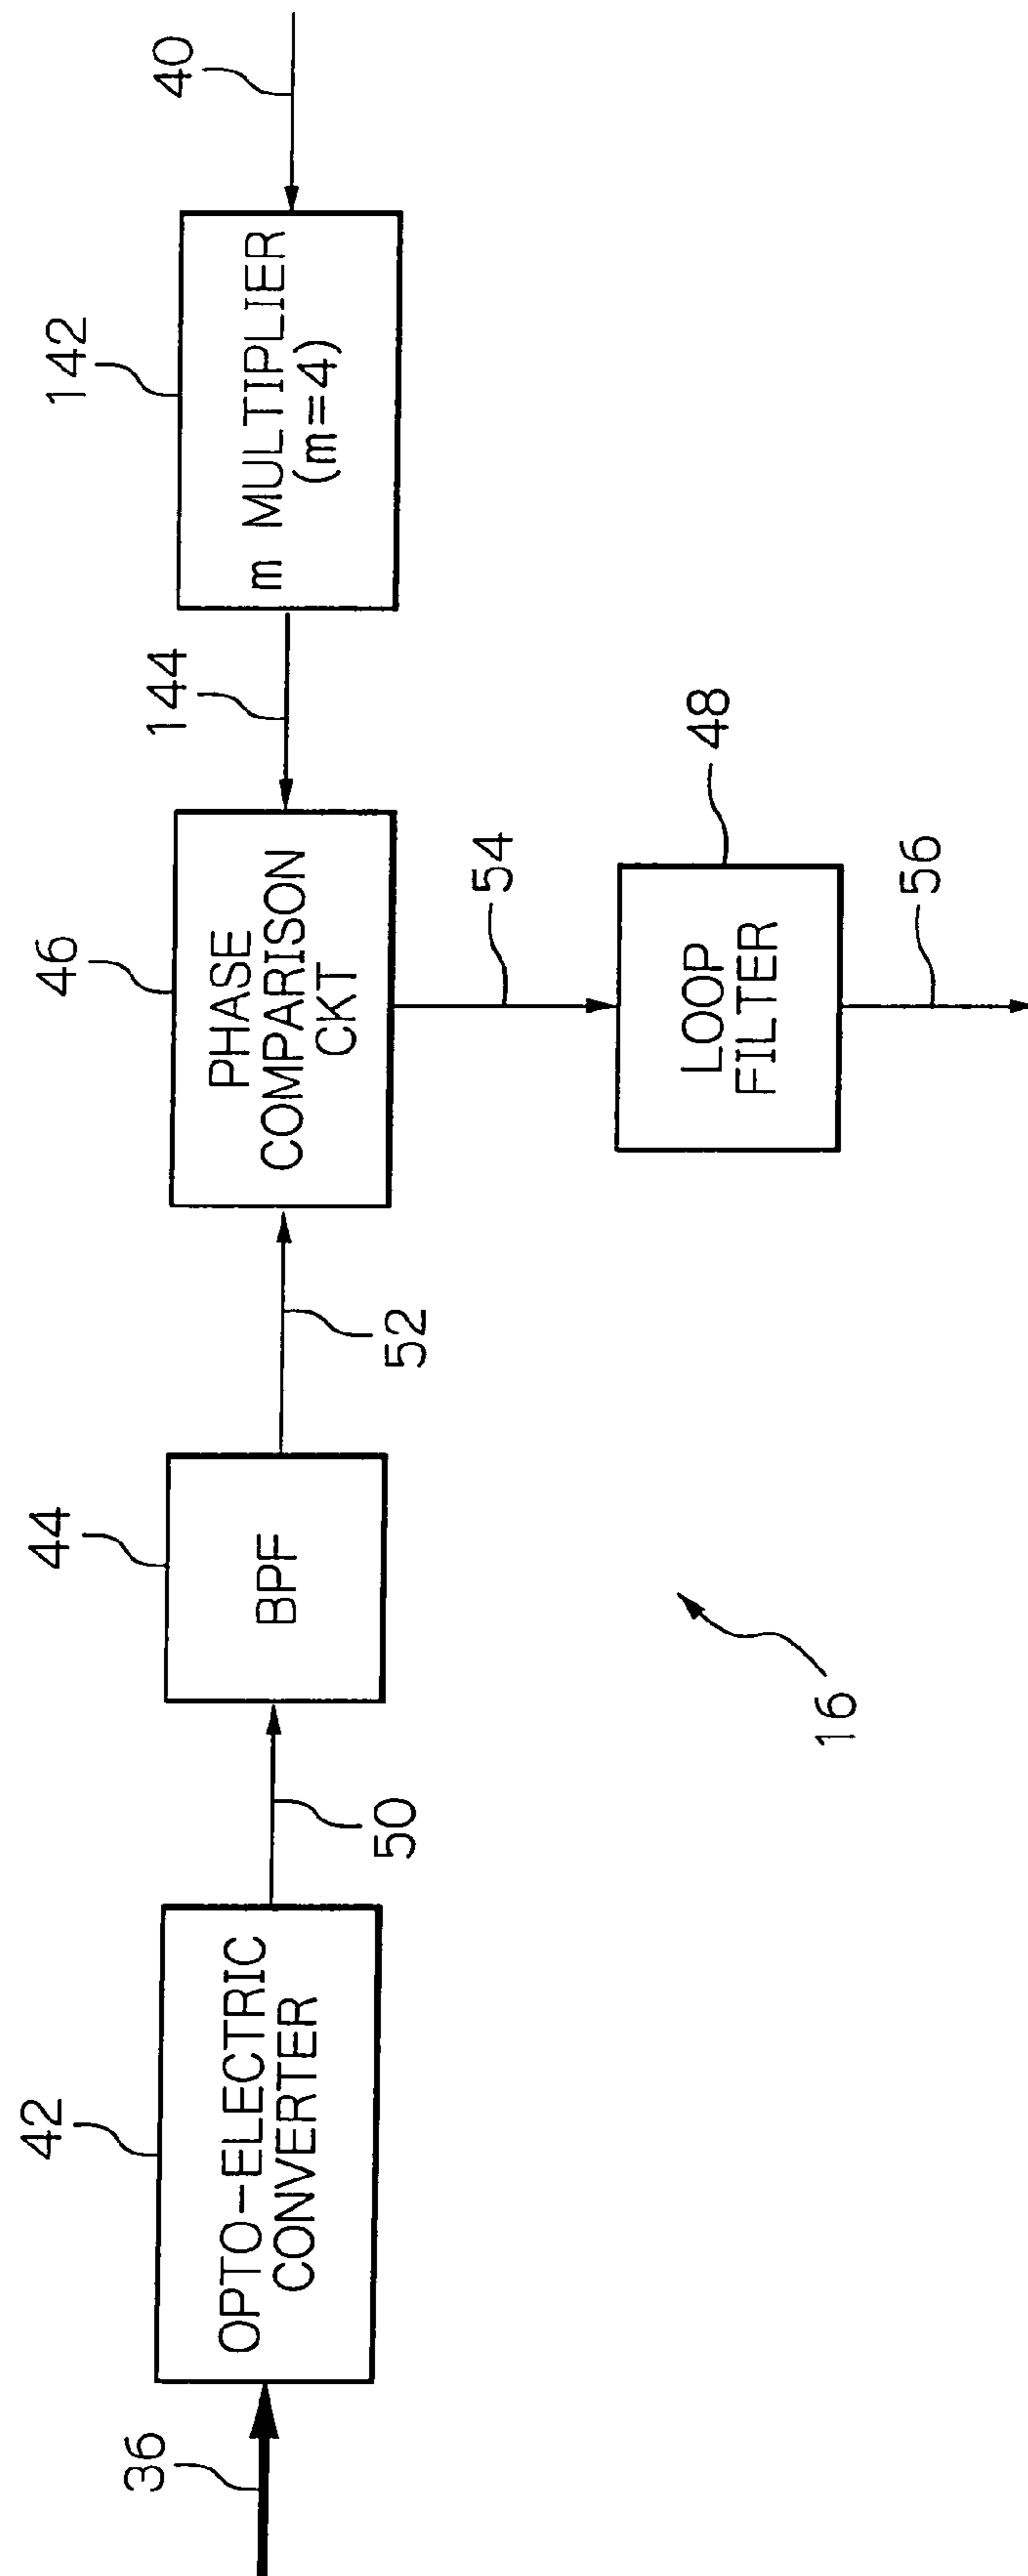 36
42
OPTO-ELECTRIC
CONVERTER
50
44
BPF
52
46
PHASE
COMPARISON
CKT
144
142
m MULTIPLIER
(m=4)
40
54
48
LOOP
FILTER
56
16